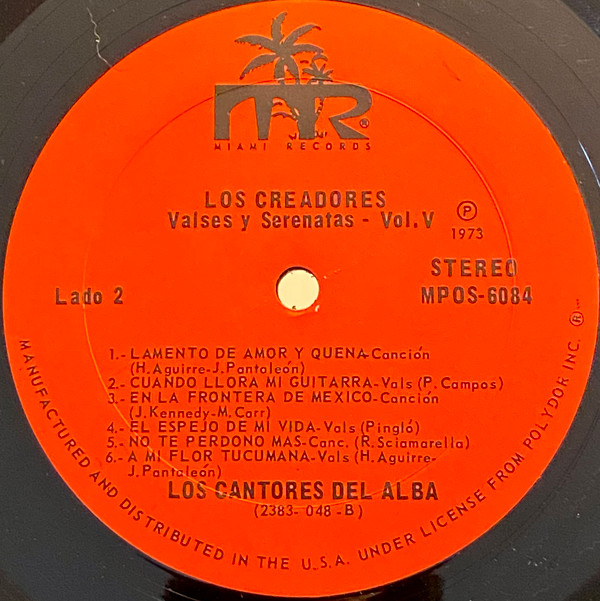 MR®
MIAMI RECORDS
LOS CREADORES
Valses y Serenatas - Vol. V
Ⓟ
1973
STEREO
Lado 2
MPOS-6084
1.- LAMENTO DE AMOR Y QUENA-Canción
(H. Aguirre-J. Pantaleón)
2.- CUANDO LLORA MI GUITARRA-Vals (P. Campos)
3.- EN LA FRONTERA DE MEXICO-Canción
(J. Kennedy-M. Carr)
4.- EL ESPEJO DE MI VIDA-Vals (Pingló)
5.- NO TE PERDONO MAS-Canc. (R. Sciamarella)
6.- A MI FLOR TUCUMANA-Vals (H. Aguirre-
J. Pantaleón)
LOS CANTORES DEL ALBA
(2383- 048 -B)
MANUFACTURED AND DISTRIBUTED IN THE U.S.A. UNDER LICENSE FROM POLYDOR INC. ®